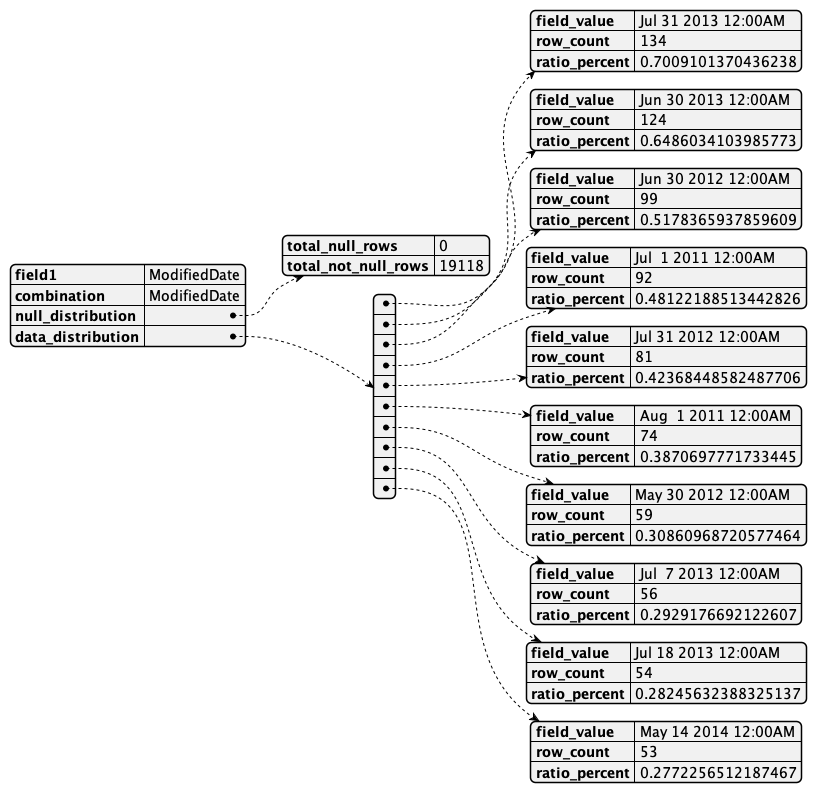 field1 ModifiedDate
combination ModifiedDate
null_distribution
data_distribution
total_null_rows 0
total_not_null_rows 19118
field_value Jul 31 2013 12:00AM
row_count 134
ratio_percent 0.7009101370436238
field_value Jun 30 2013 12:00AM
row_count 124
ratio_percent 0.6486034103985773
field_value Jun 30 2012 12:00AM
row_count 99
ratio_percent 0.5178365937859609
field_value Jul  1 2011 12:00AM
row_count 92
ratio_percent 0.48122188513442826
field_value Jul 31 2012 12:00AM
row_count 81
ratio_percent 0.42368448582487706
field_value Aug  1 2011 12:00AM
row_count 74
ratio_percent 0.3870697771733445
field_value May 30 2012 12:00AM
row_count 59
ratio_percent 0.30860968720577464
field_value Jul  7 2013 12:00AM
row_count 56
ratio_percent 0.2929176692122607
field_value Jul 18 2013 12:00AM
row_count 54
ratio_percent 0.28245632388325137
field_value May 14 2014 12:00AM
row_count 53
ratio_percent 0.2772256512187467